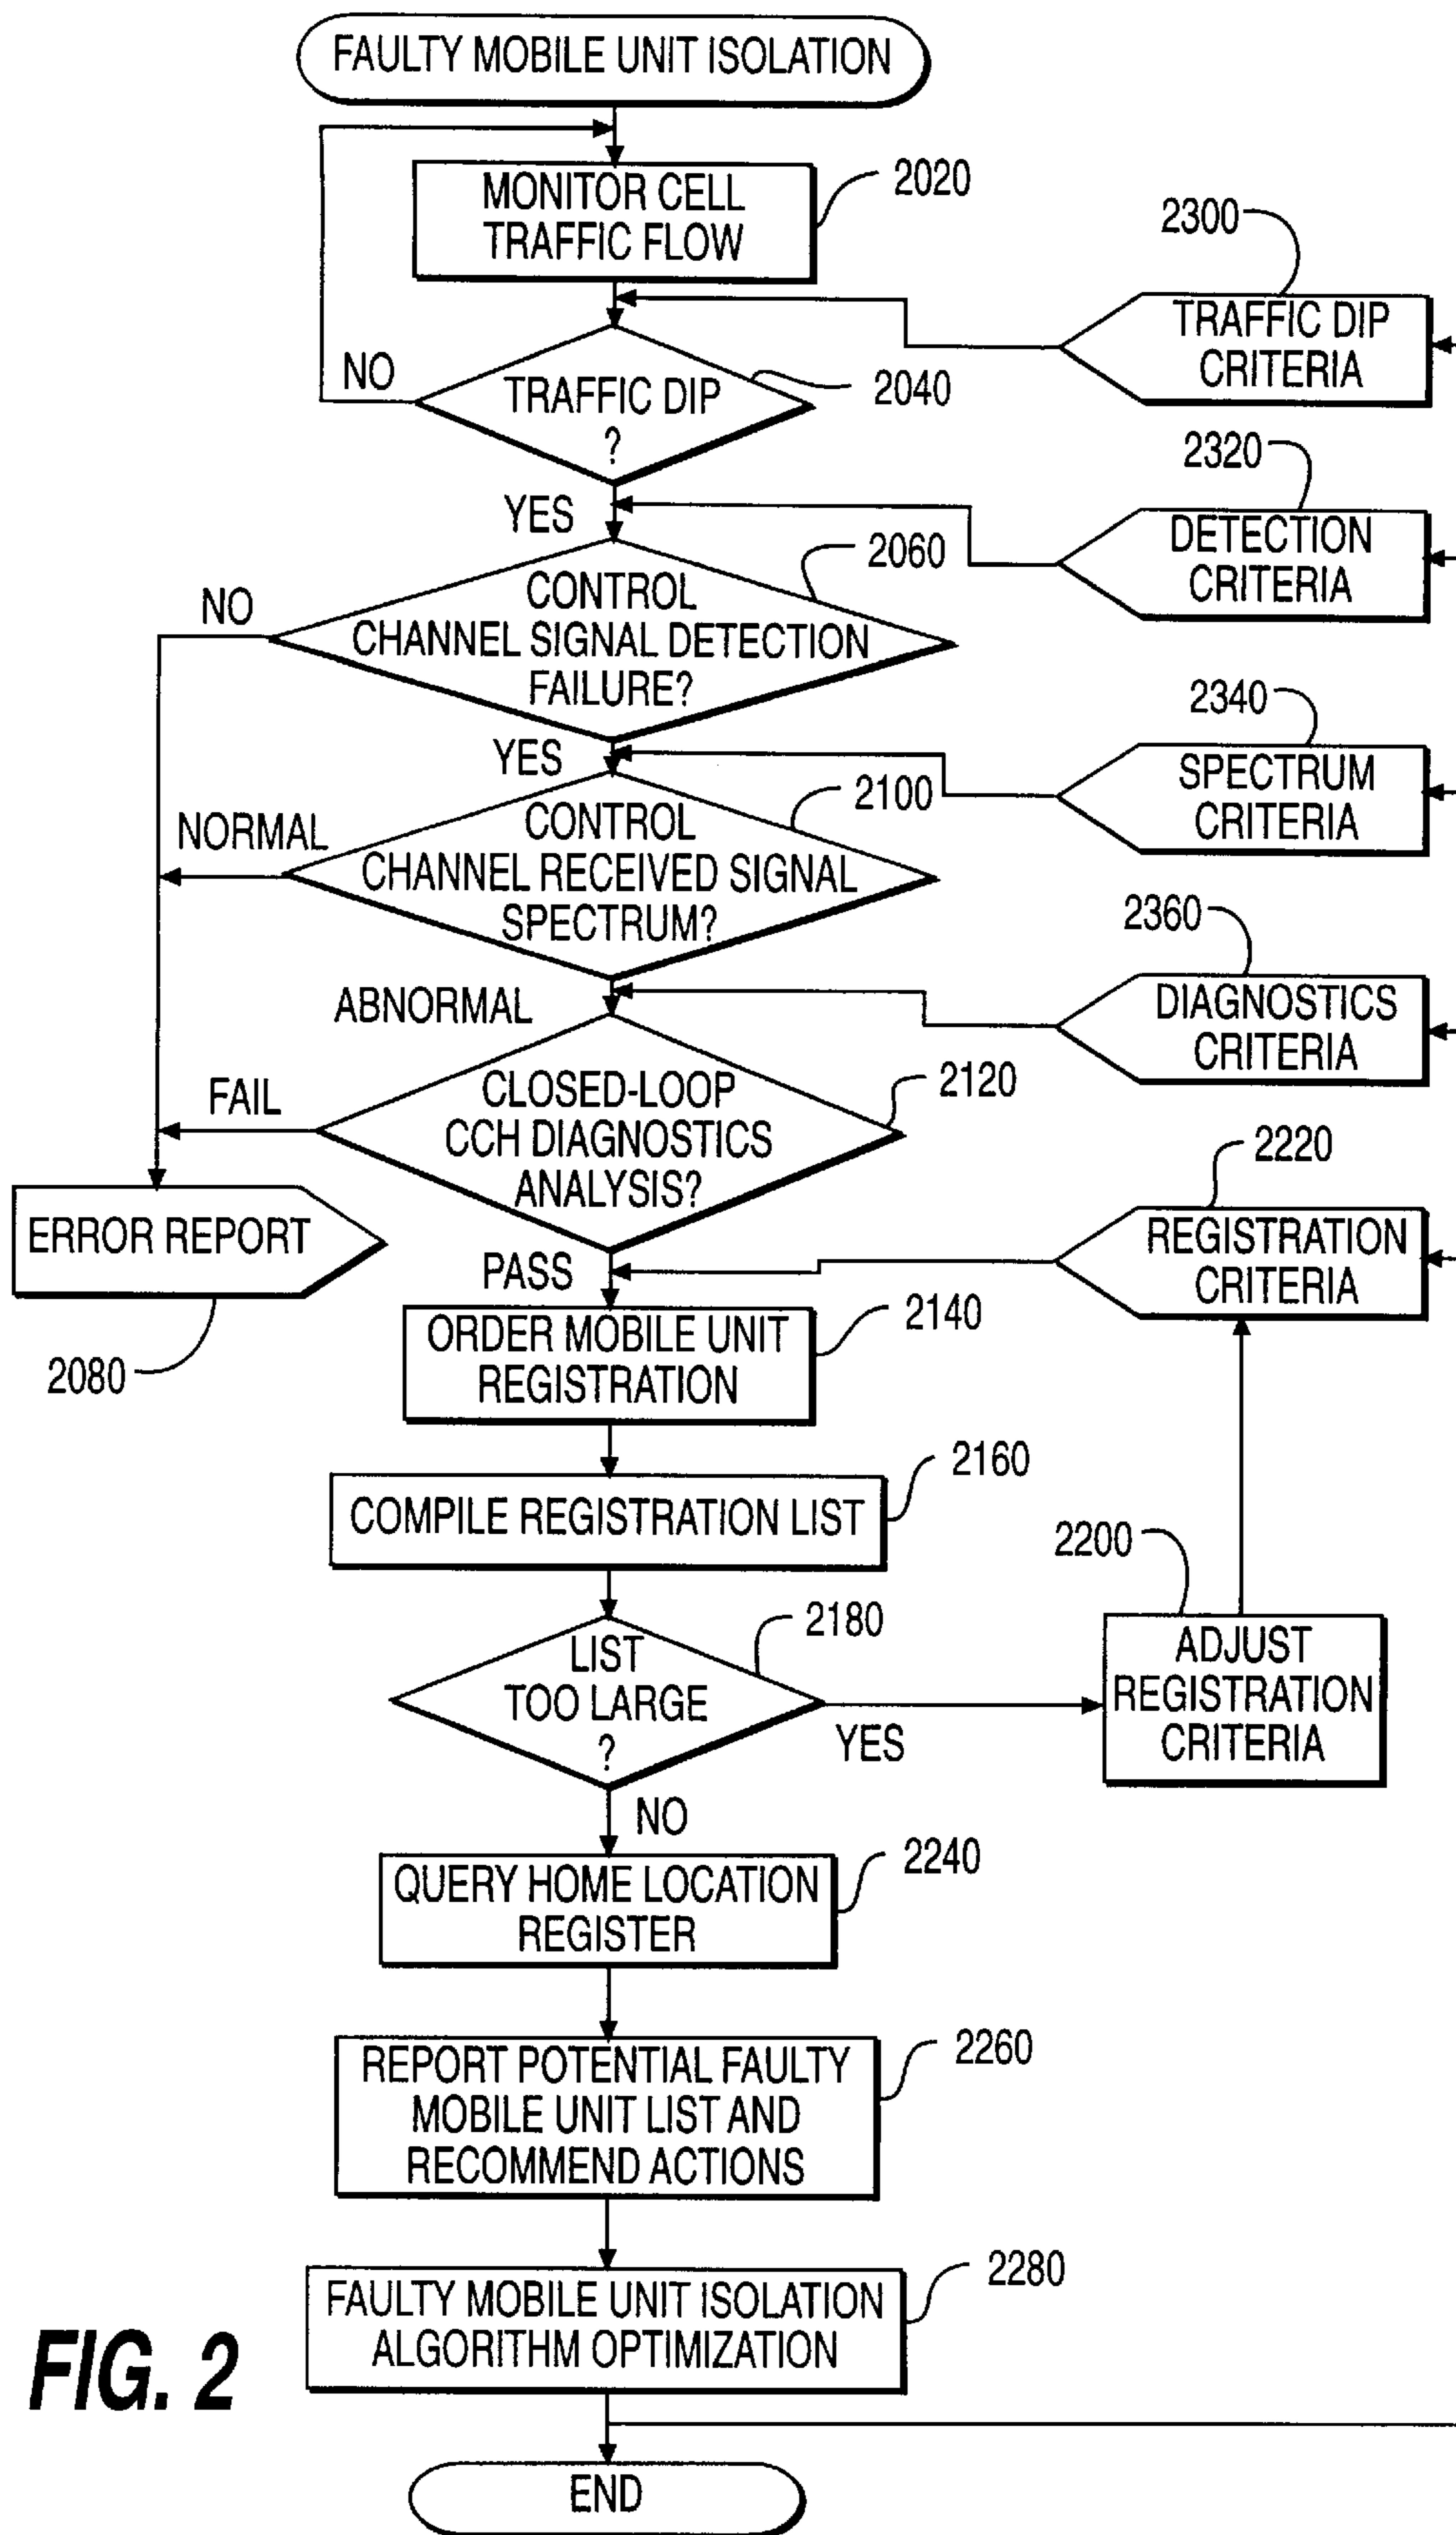 FAULTY MOBILE UNIT ISOLATION
MONITOR CELL
TRAFFIC FLOW
2020
2300
TRAFFIC DIP
CRITERIA
NO
TRAFFIC DIP
?
2040
2320
YES
DETECTION
CRITERIA
2060
NO
CONTROL
CHANNEL SIGNAL DETECTION
FAILURE?
2340
YES
SPECTRUM
CRITERIA
2100
NORMAL
CONTROL
CHANNEL RECEIVED SIGNAL
SPECTRUM?
2360
ABNORMAL
DIAGNOSTICS
CRITERIA
FAIL
CLOSED-LOOP
CCH DIAGNOSTICS
ANALYSIS?
2120
2220
ERROR REPORT
2080
PASS
REGISTRATION
CRITERIA
ORDER MOBILE UNIT
REGISTRATION
2140
COMPILE REGISTRATION LIST
2160
2200
LIST
TOO LARGE
?
2180
YES
ADJUST
REGISTRATION
CRITERIA
NO
QUERY HOME LOCATION
REGISTER
2240
REPORT POTENTIAL FAULTY
MOBILE UNIT LIST AND
RECOMMEND ACTIONS
2260
FAULTY MOBILE UNIT ISOLATION
ALGORITHM OPTIMIZATION
2280
FIG. 2
END